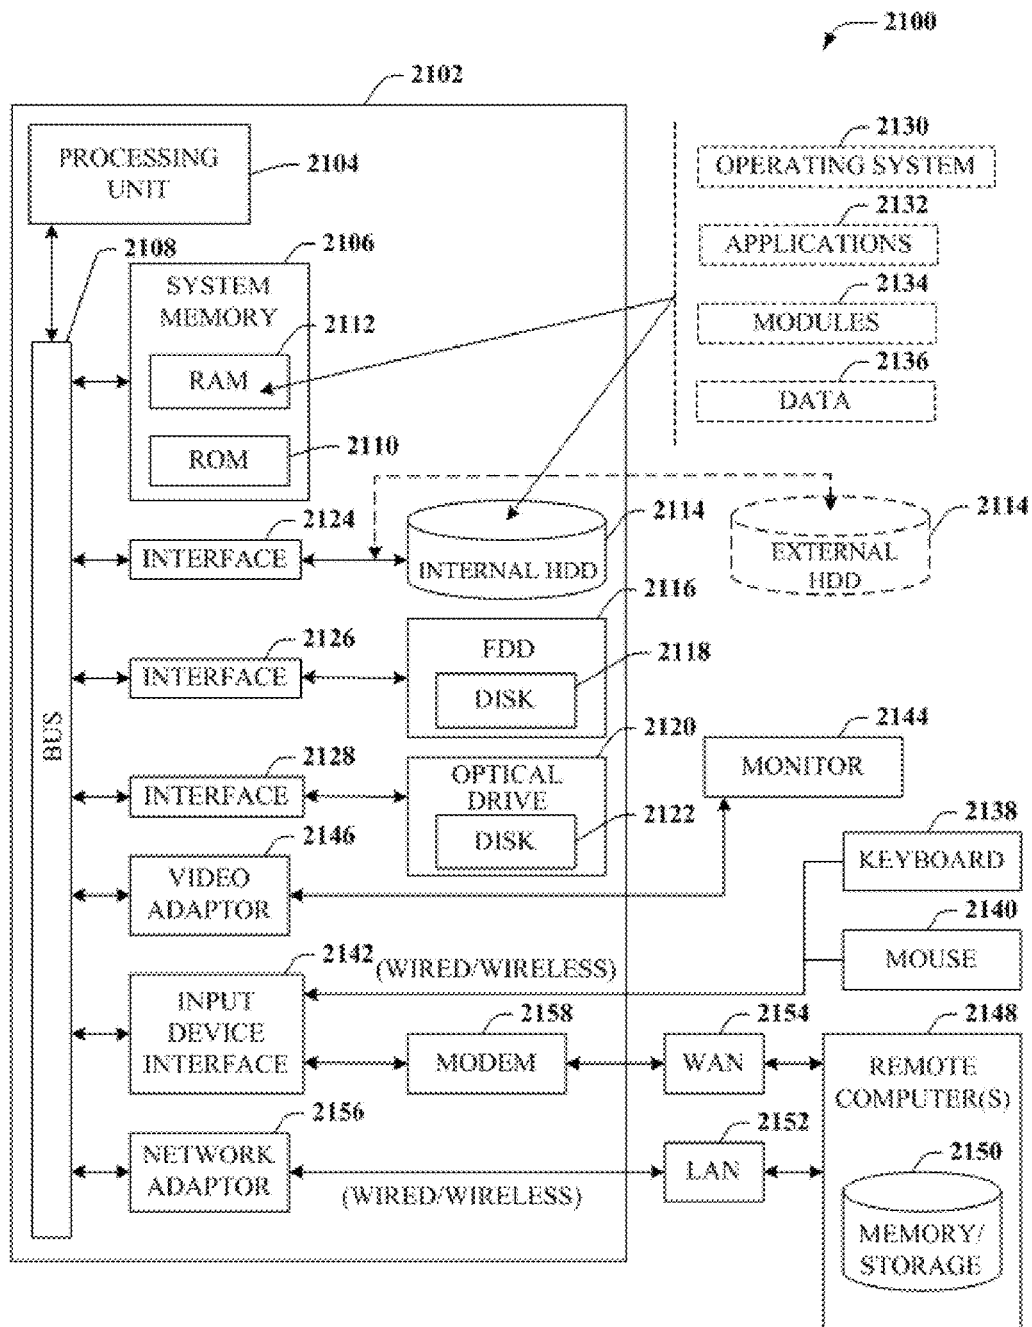 2100
2102
PROCESSING
UNIT
2104
2108
2106
SYSTEM
MEMORY
2112
RAM
2110
ROM
2130
OPERATING SYSTEM
2132
APPLICATIONS
2134
MODULES
2136
DATA
BUS
2124
INTERFACE
2114
INTERNAL HDD
2114
EXTERNAL
HDD
2116
2126
INTERFACE
FDD
2118
DISK
2128
INTERFACE
2120
OPTICAL
DRIVE
2122
DISK
2144
MONITOR
2146
VIDEO
ADAPTOR
2138
KEYBOARD
2140
MOUSE
2142
(WIRED/WIRELESS)
INPUT
DEVICE
INTERFACE
2158
MODEM
2154
WAN
2148
REMOTE
COMPUTER(S)
2156
NETWORK
ADAPTOR
(WIRED/WIRELESS)
2152
LAN
2150
MEMORY/
STORAGE